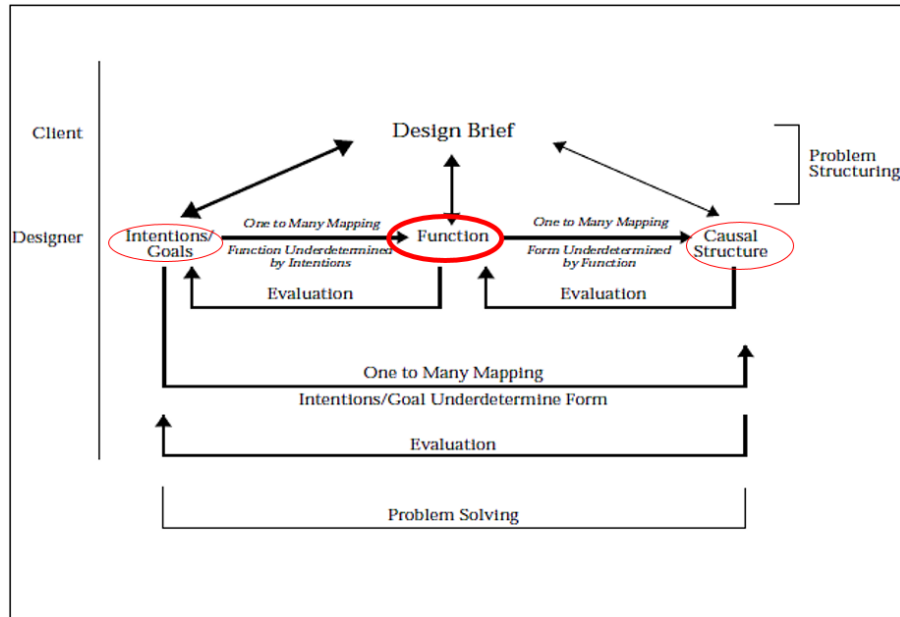 Client
Design Brief
Problem
Structuring
Designer
Intentions/
Goals
One to Many Mapping
Function Underdetermined
by Intentions
Function
One to Many Mapping
Form Underdetermined
by Function
Causal
Structure
Evaluation
Evaluation
One to Many Mapping
Intentions/Goal Underdetermine Form
Evaluation
Problem Solving